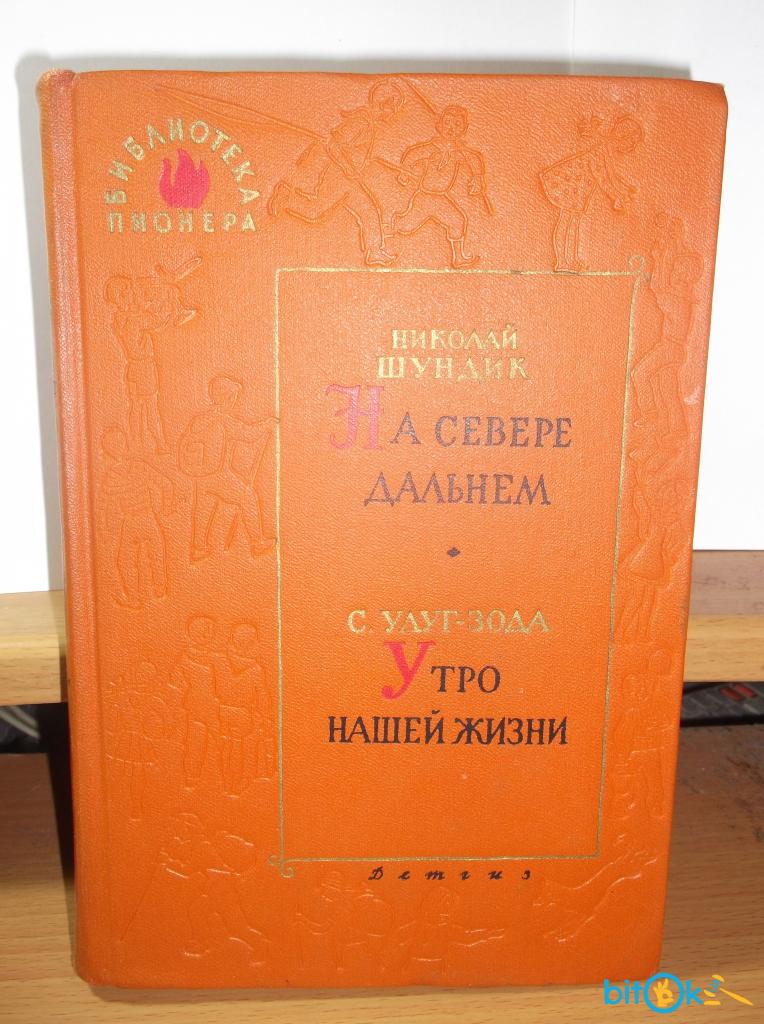 БИБЛИОТЕКА
ПИОНЕРА
НИКОЛАЙ
ШУНДИК
НА СЕВЕРЕ
ДАЛЬНЕМ
С. УЛУГ-ЗОДА
УТРО
НАШЕЙ ЖИЗНИ
Детгиз
bitOk